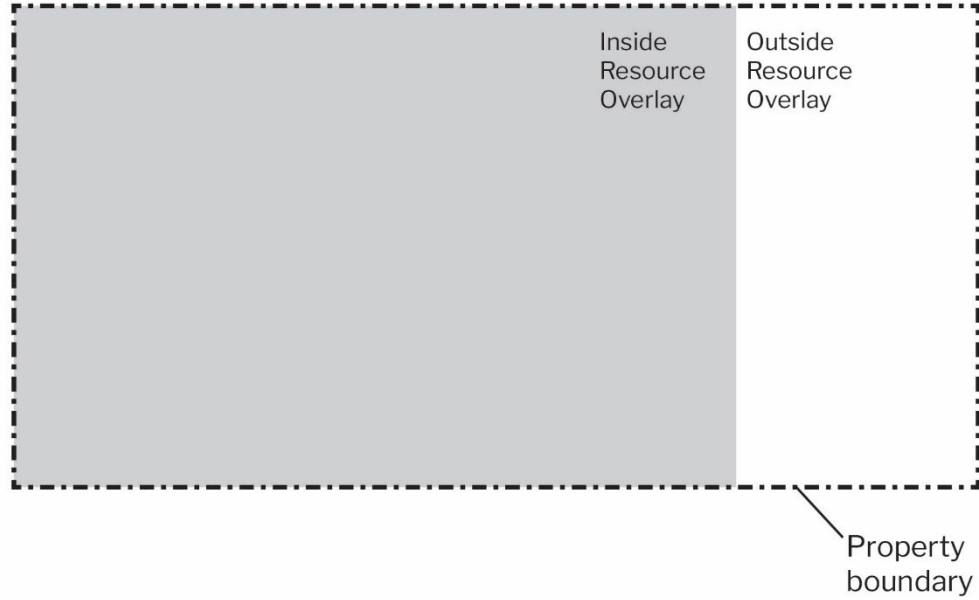 Inside
Resource
Overlay
Outside
Resource
Overlay
Property
boundary